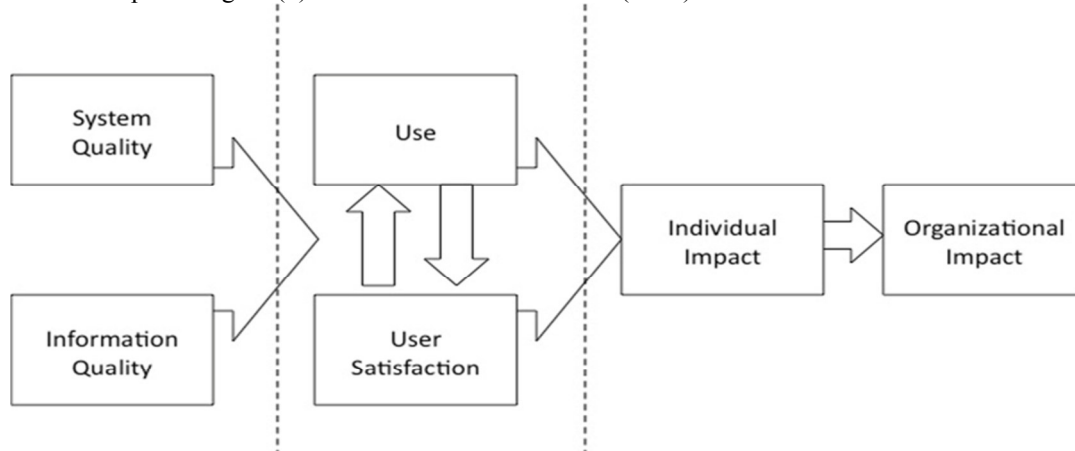 System
Quality
Use
Individual
Impact
Organizational
Impact
Information
Quality
User
Satisfaction